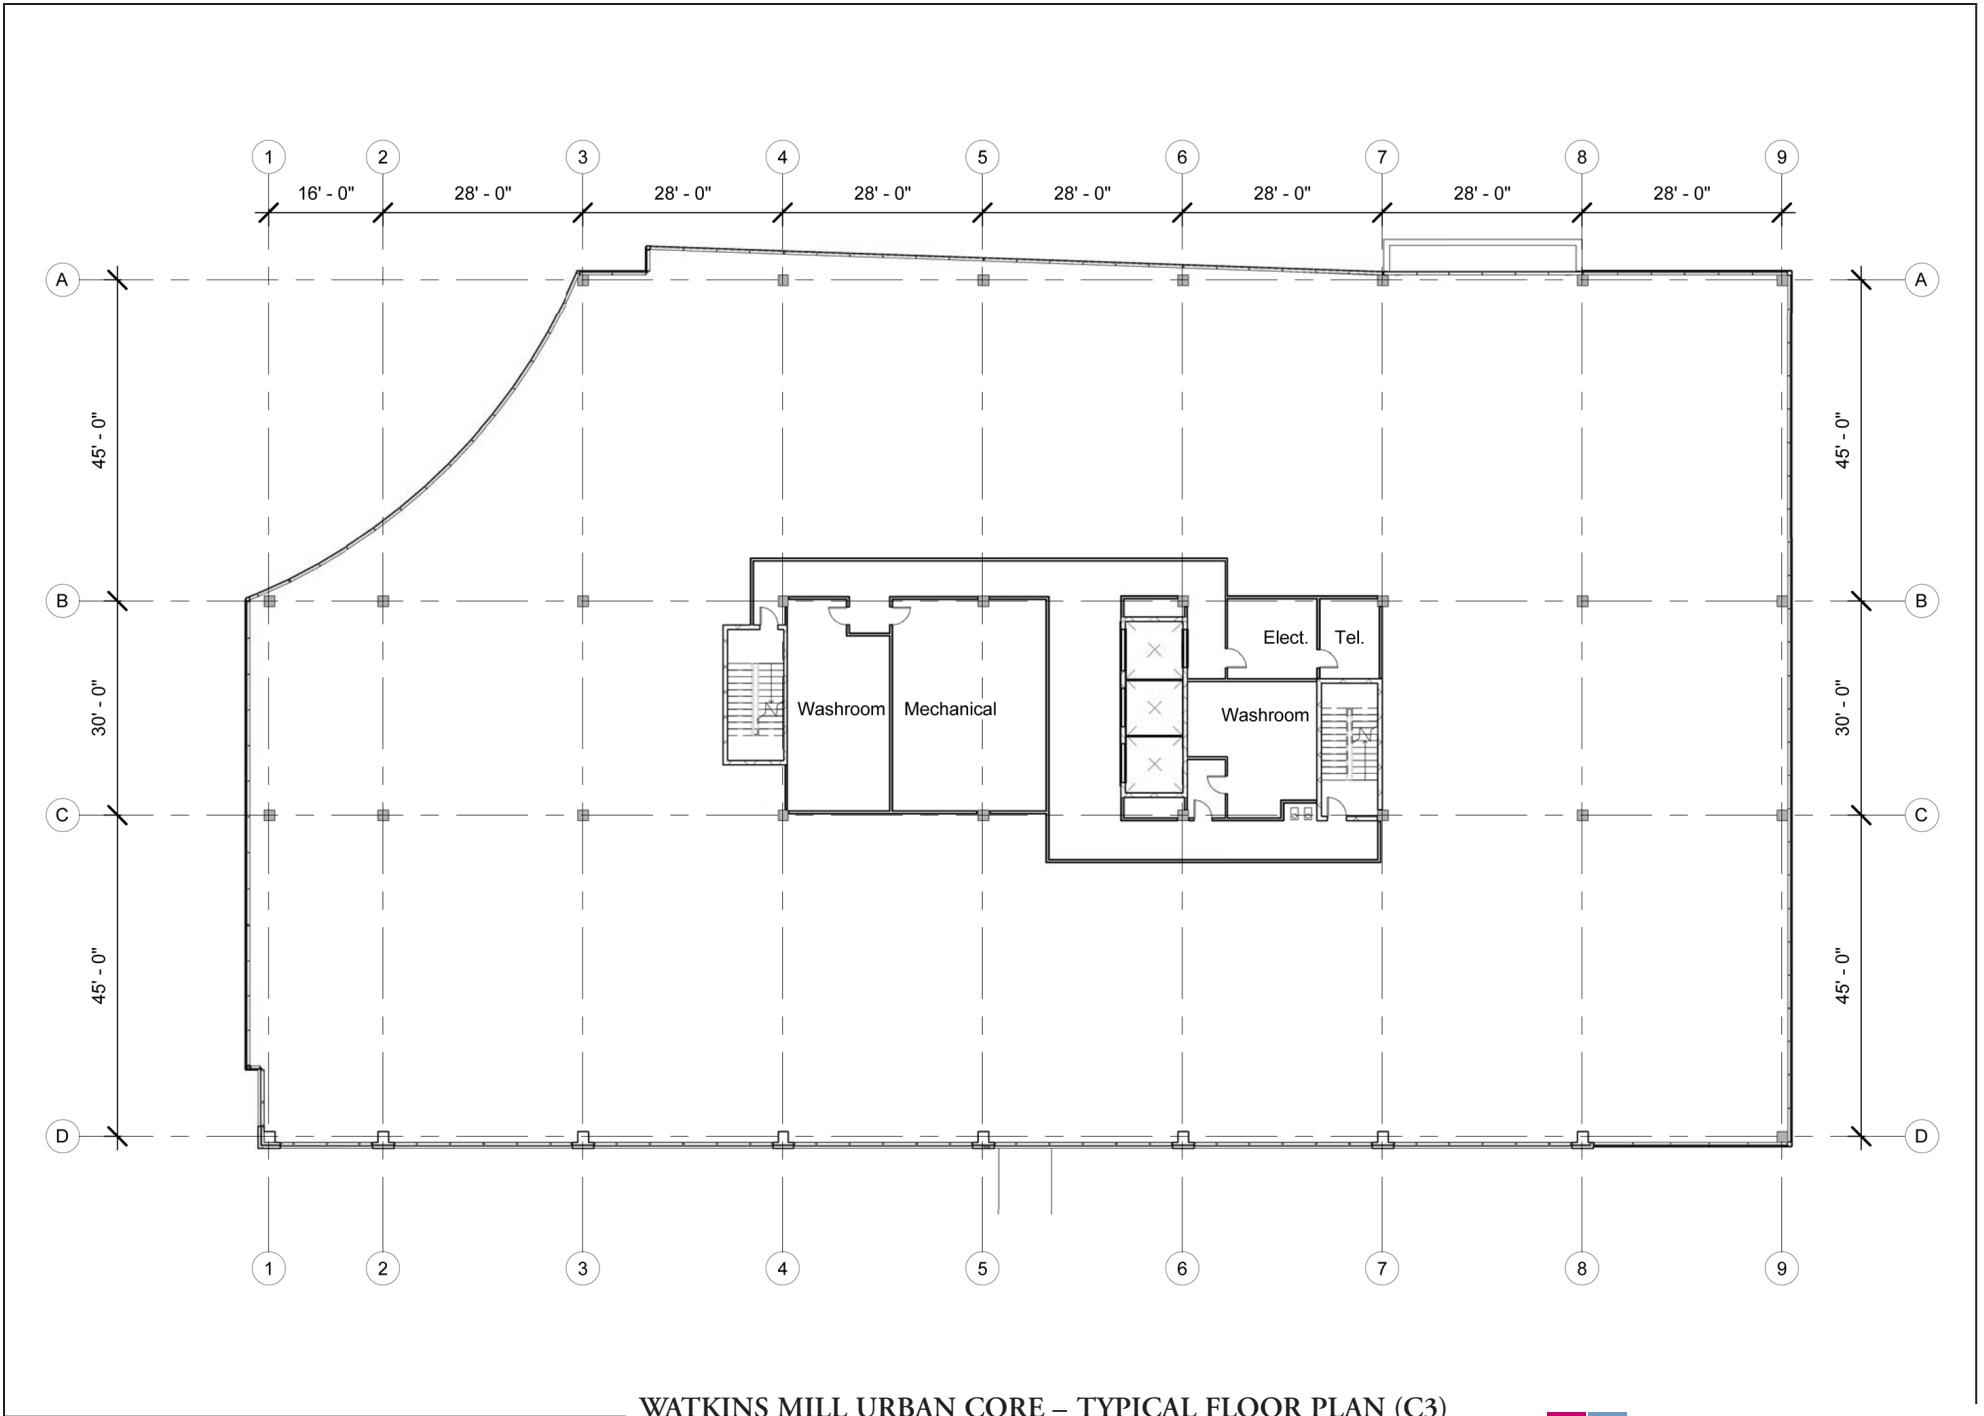 1 2 3 4 5 6 7 8 9
16' - 0" 28' - 0" 28' - 0" 28' - 0" 28' - 0" 28' - 0" 28' - 0" 28' - 0"
A A
45' - 0" 45' - 0"
B B
Elect. Tel.
30' - 0" Washroom Mechanical Washroom 30' - 0"
C C
45' - 0" 45' - 0"
D D
1 2 3 4 5 6 7 8 9
WATKINS MILL URBAN CORE – TYPICAL FLOOR PLAN (C3)